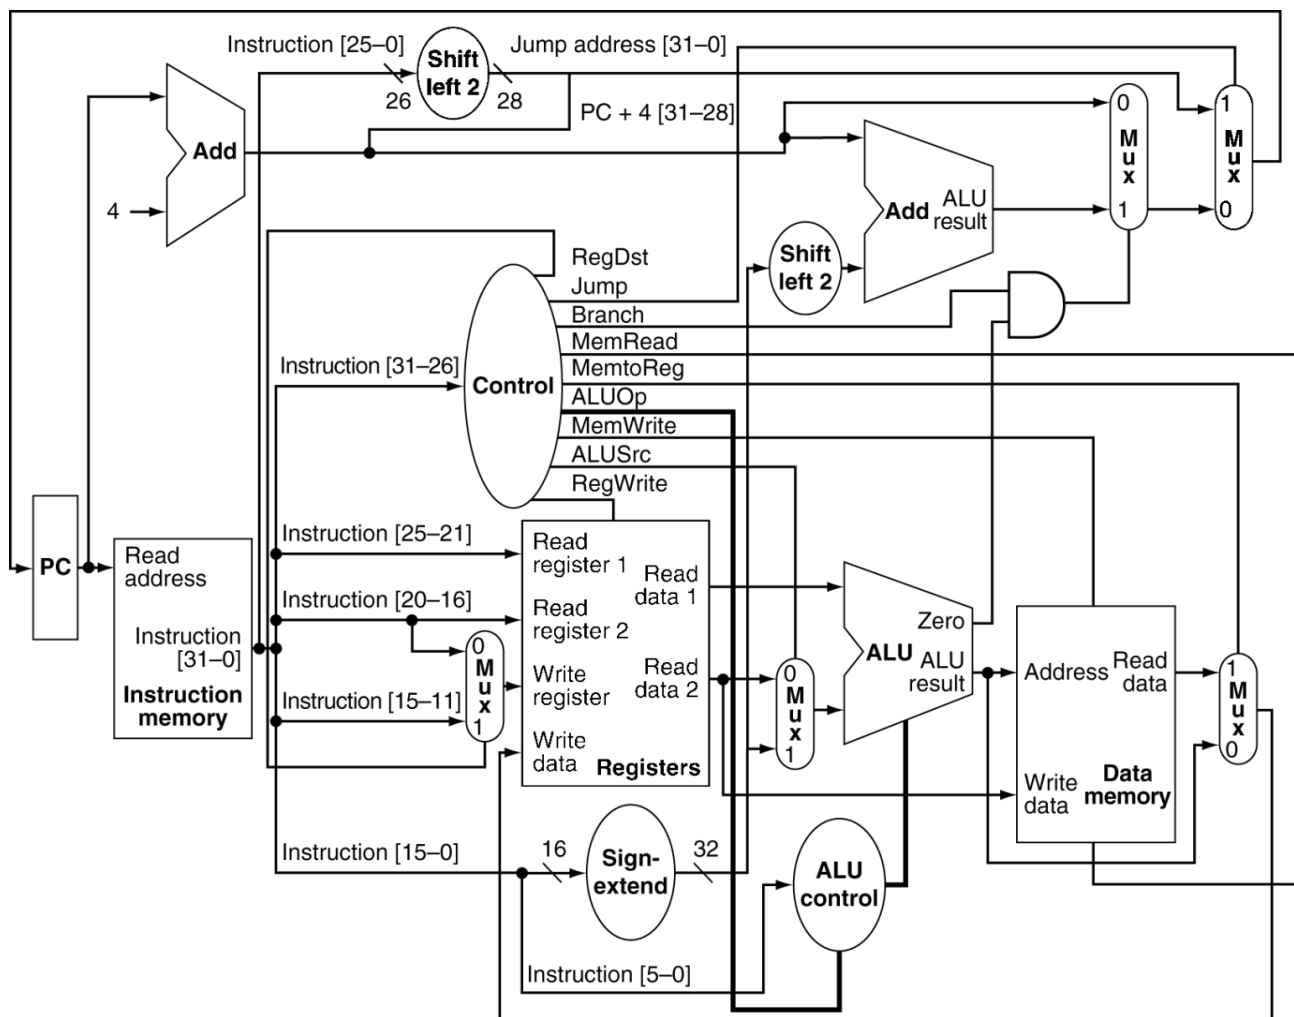 Instruction [25–0]
Shift
left 2
Jump address [31–0]
26
28
PC + 4 [31–28]
Add
4
0
M
u
x
1
1
M
u
x
0
Add
ALU
result
Shift
left 2
RegDst
Jump
Branch
MemRead
MemtoReg
ALUOp
MemWrite
ALUSrc
RegWrite
Instruction [31–26]
Control
PC
Read
address
Instruction
[31–0]
Instruction
memory
Instruction [25–21]
Instruction [20–16]
Instruction [15–11]
0
M
u
x
1
Read
register 1
Read
register 2
Write
register
Write
data
Read
data 1
Read
data 2
Registers
0
M
u
x
1
Zero
ALU
ALU
result
Address
Read
data
Write
data
Data
memory
1
M
u
x
0
Instruction [15–0]
16
Sign-
extend
32
ALU
control
Instruction [5–0]